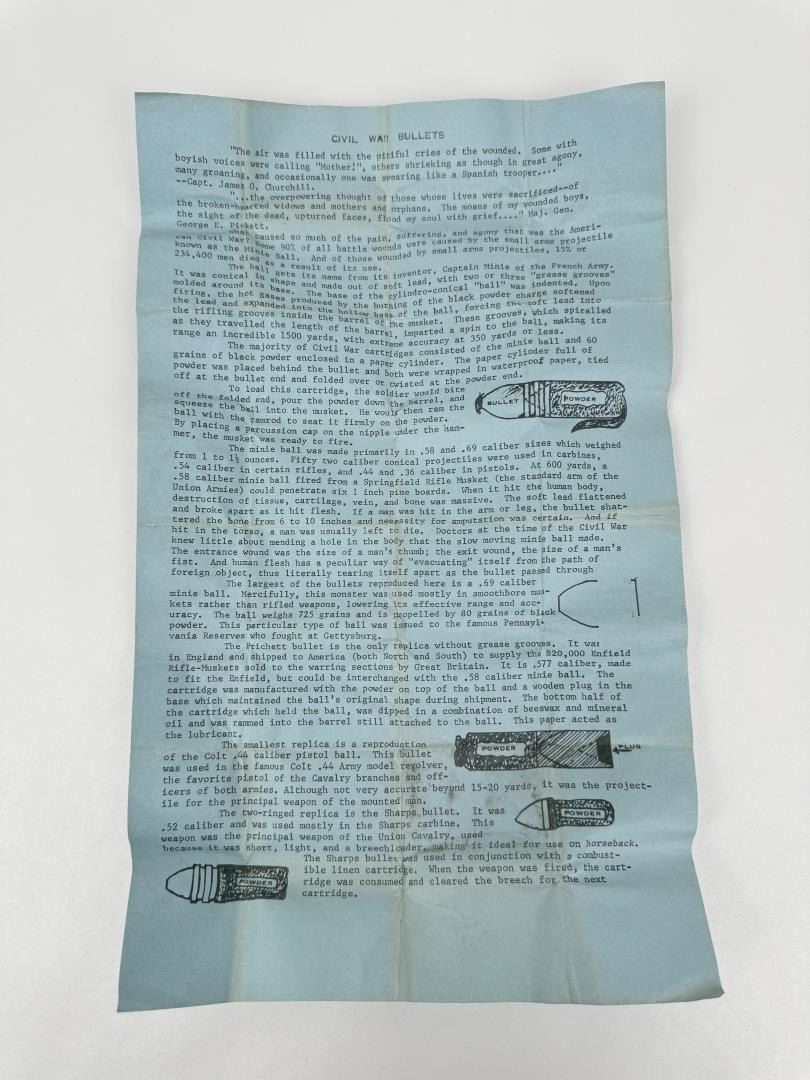 CIVIL WAR BULLETS
"The air was filled with the pitiful cries of the wounded. Some with
boyish voices were calling "Mother!", others shrieking as though in great agony,
many groaning, and occasionally one was swearing like a Spanish trooper...."
--Capt. James O. Churchill.
"...the overpowering thought of those whose lives were sacrificed--of
the broken-hearted widows and mothers and orphans. The moans of my wounded boys,
the sight of the dead, upturned faces, flood my soul with grief...." Maj. Gen.
George E. Pickett.
What caused so much of the pain, suffering, and agony that was the Ameri-
can Civil War? Some 90% of all battle wounds were caused by the small arms projectile
known as the Minie Ball. And of those wounded by small arms projectiles, 15% or
234,400 men died as a result of its use.
The ball gets its name from its inventor, Captain Minie of the French Army.
It was conical in shape and made out of soft lead, with two or three "grease grooves"
molded around its base. The base of the cylindro-conical "ball" was indented. Upon
firing, the hot gases produced by the burning of the black powder charge softened
the lead and expanded into the hollow base of the ball, forcing the soft lead into
the rifling grooves inside the barrel of the musket. These grooves, which spiralled
as they travelled the length of the barrel, imparted a spin to the ball, making its
range an incredible 1500 yards, with extreme accuracy at 350 yards or less.
The majority of Civil War cartridges consisted of the minie ball and 60
grains of black powder enclosed in a paper cylinder. The paper cylinder full of
powder was placed behind the bullet and both were wrapped in waterproof paper, tied
off at the bullet end and folded over or twisted at the powder end.
To load this cartridge, the soldier would bite
off the folded end, pour the powder down the barrel, and
squeeze the ball into the musket. He would then ram the
ball with the ramrod to seat it firmly on the powder.
By placing a percussion cap on the nipple under the ham-
mer, the musket was ready to fire.
BULLET POWDER
The minie ball was made primarily in .58 and .69 caliber sizes which weighed
from 1 to 1½ ounces. Fifty two caliber conical projectiles were used in carbines,
.54 caliber in certain rifles, and .44 and .36 caliber in pistols. At 600 yards, a
.58 caliber minie ball fired from a Springfield Rifle Musket (the standard arm of the
Union Armies) could penetrate six 1 inch pine boards. When it hit the human body,
destruction of tissue, cartilage, vein, and bone was massive. The soft lead flattened
and broke apart as it hit flesh. If a man was hit in the arm or leg, the bullet shat-
tered the bone from 6 to 10 inches and necessity for amputation was certain. And if
hit in the torso, a man was usually left to die. Doctors at the time of the Civil War
knew little about mending a hole in the body that the slow moving minie ball made.
The entrance wound was the size of a man's thumb; the exit wound, the size of a man's
fist. And human flesh has a peculiar way of "evacuating" itself from the path of
foreign object, thus literally tearing itself apart as the bullet passed through
The largest of the bullets reproduced here is a .69 caliber
minie ball. Mercifully, this monster was used mostly in smoothbore mus-
kets rather than rifled weapons, lowering its effective range and acc-
uracy. The ball weighs 725 grains and is propelled by 80 grains of black
powder. This particular type of ball was issued to the famous Pennsyl-
vania Reserves who fought at Gettysburg.
The Prichett bullet is the only replica without grease grooves. It was
in England and shipped to America (both North and South) to supply the 820,000 Enfield
Rifle-Muskets sold to the warring sections by Great Britain. It is .577 caliber, made
to fit the Enfield, but could be interchanged with the .58 caliber minie ball. The
cartridge was manufactured with the powder on top of the ball and a wooden plug in the
base which maintained the ball's original shape during shipment. The bottom half of
the cartridge which held the ball, was dipped in a combination of beeswax and mineral
oil and was rammed into the barrel still attached to the ball. This paper acted as
the lubricant.
POWDER PLUG
The smallest replica is a reproduction
of the Colt .44 caliber pistol ball. This bullet
was used in the famous Colt .44 Army model revolver,
the favorite pistol of the Cavalry branches and off-
icers of both armies. Although not very accurate beyond 15-20 yards, it was the project-
ile for the principal weapon of the mounted man.
The two-ringed replica is the Sharps bullet. It was
.52 caliber and was used mostly in the Sharps carbine. This
weapon was the principal weapon of the Union Cavalry, used
because it was short, light, and a breechloader, making it ideal for use on horseback.
POWDER
The Sharps bullet was used in conjunction with a combust-
ible linen cartridge. When the weapon was fired, the cart-
ridge was consumed and cleared the breech for the next
cartridge.
POWDER